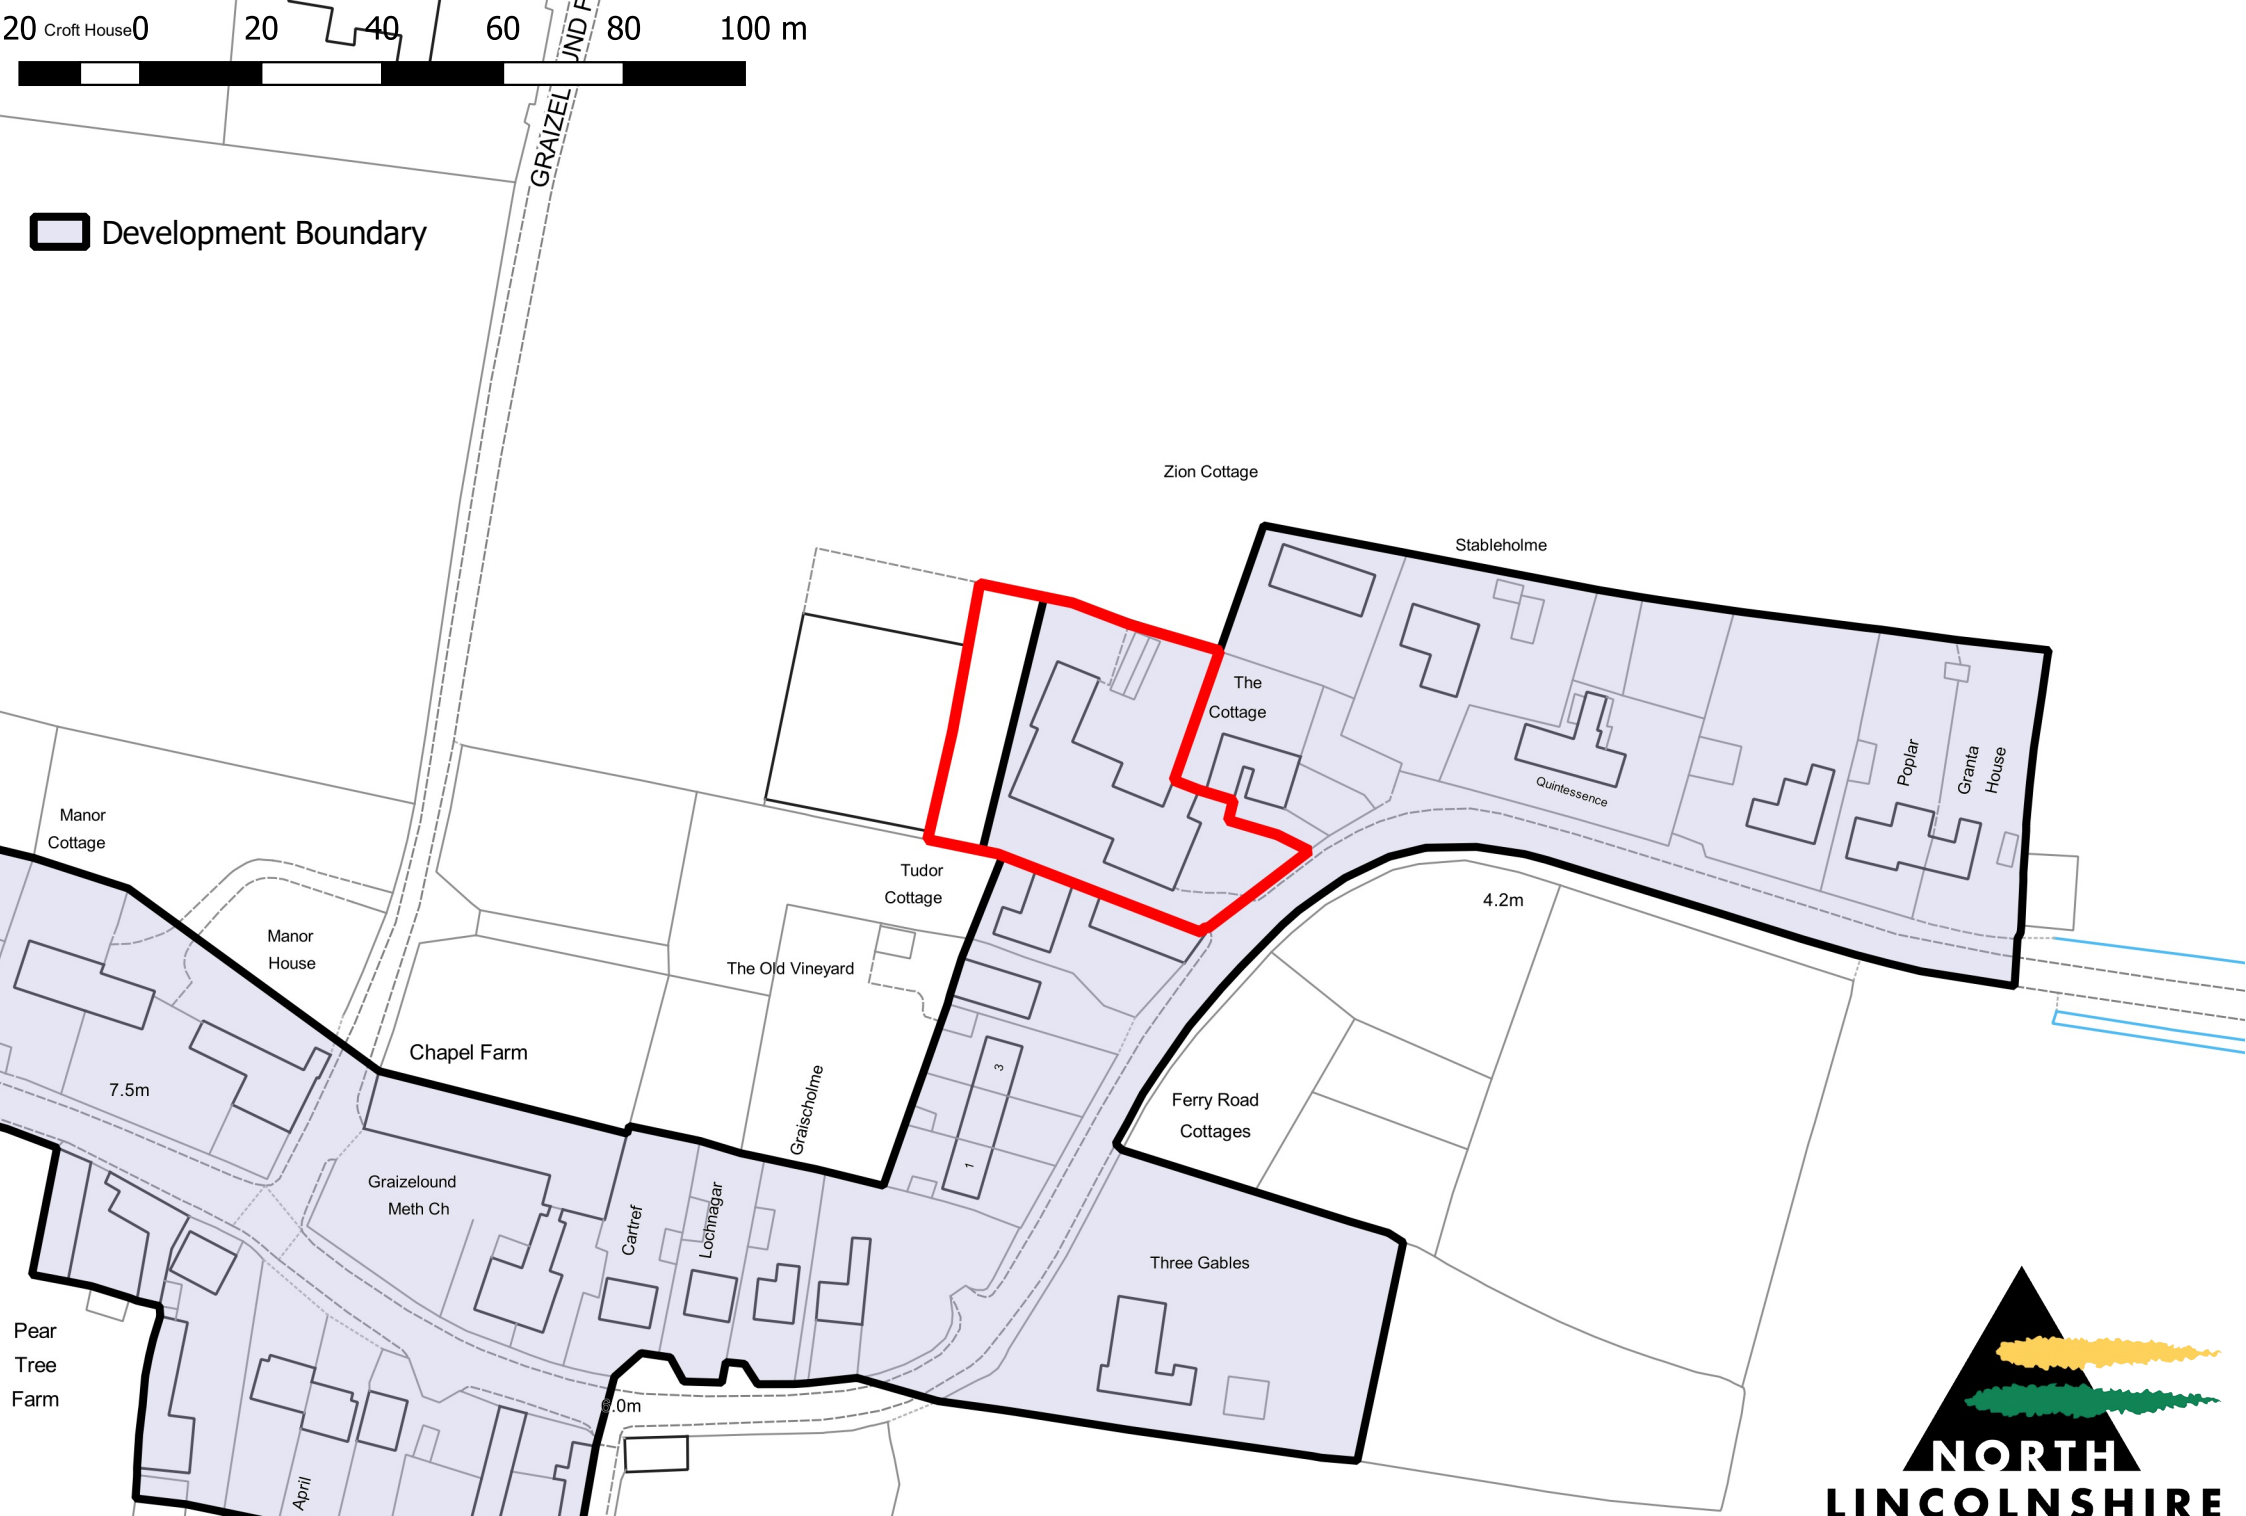 20 0 20 40 60 80 100 m
Croft House
GRAIZEL
UND
Development Boundary
Zion Cottage
Stableholme
The
Cottage
Quintessence
Poplar
Granta
House
Manor
Cottage
Tudor
Cottage
4.2m
Manor
House
The Old Vineyard
Chapel Farm
Graischolme
3
1
7.5m
Ferry Road
Cottages
Graizelound
Meth Ch
Cartref
Lochnagar
Three Gables
Pear
Tree
Farm
.0m
April
NORTH
LINCOLNSHIRE